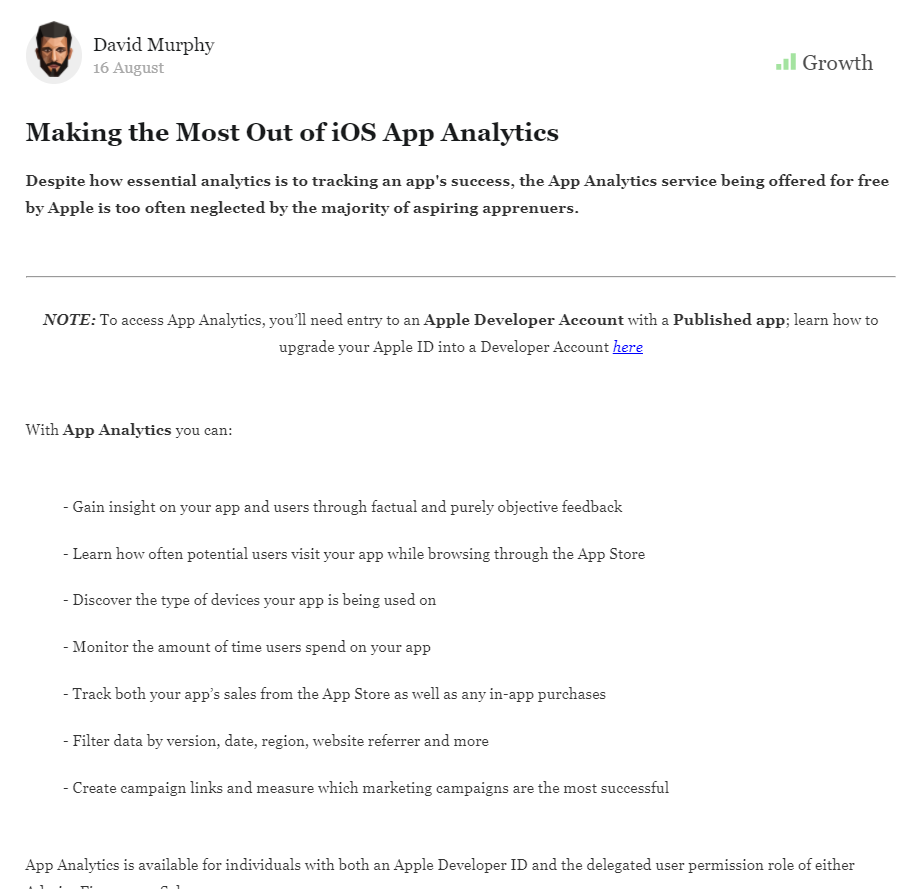 David Murphy
16 August
Growth
Making the Most Out of iOS App Analytics
Despite how essential analytics is to tracking an app's success, the App Analytics service being offered for free
by Apple is too often neglected by the majority of aspiring apprenuers.
NOTE: To access App Analytics, you’ll need entry to an Apple Developer Account with a Published app; learn how to
upgrade your Apple ID into a Developer Account here
With App Analytics you can:
- Gain insight on your app and users through factual and purely objective feedback
- Learn how often potential users visit your app while browsing through the App Store
- Discover the type of devices your app is being used on
- Monitor the amount of time users spend on your app
- Track both your app’s sales from the App Store as well as any in-app purchases
- Filter data by version, date, region, website referrer and more
- Create campaign links and measure which marketing campaigns are the most successful
App Analytics is available for individuals with both an Apple Developer ID and the delegated user permission role of either